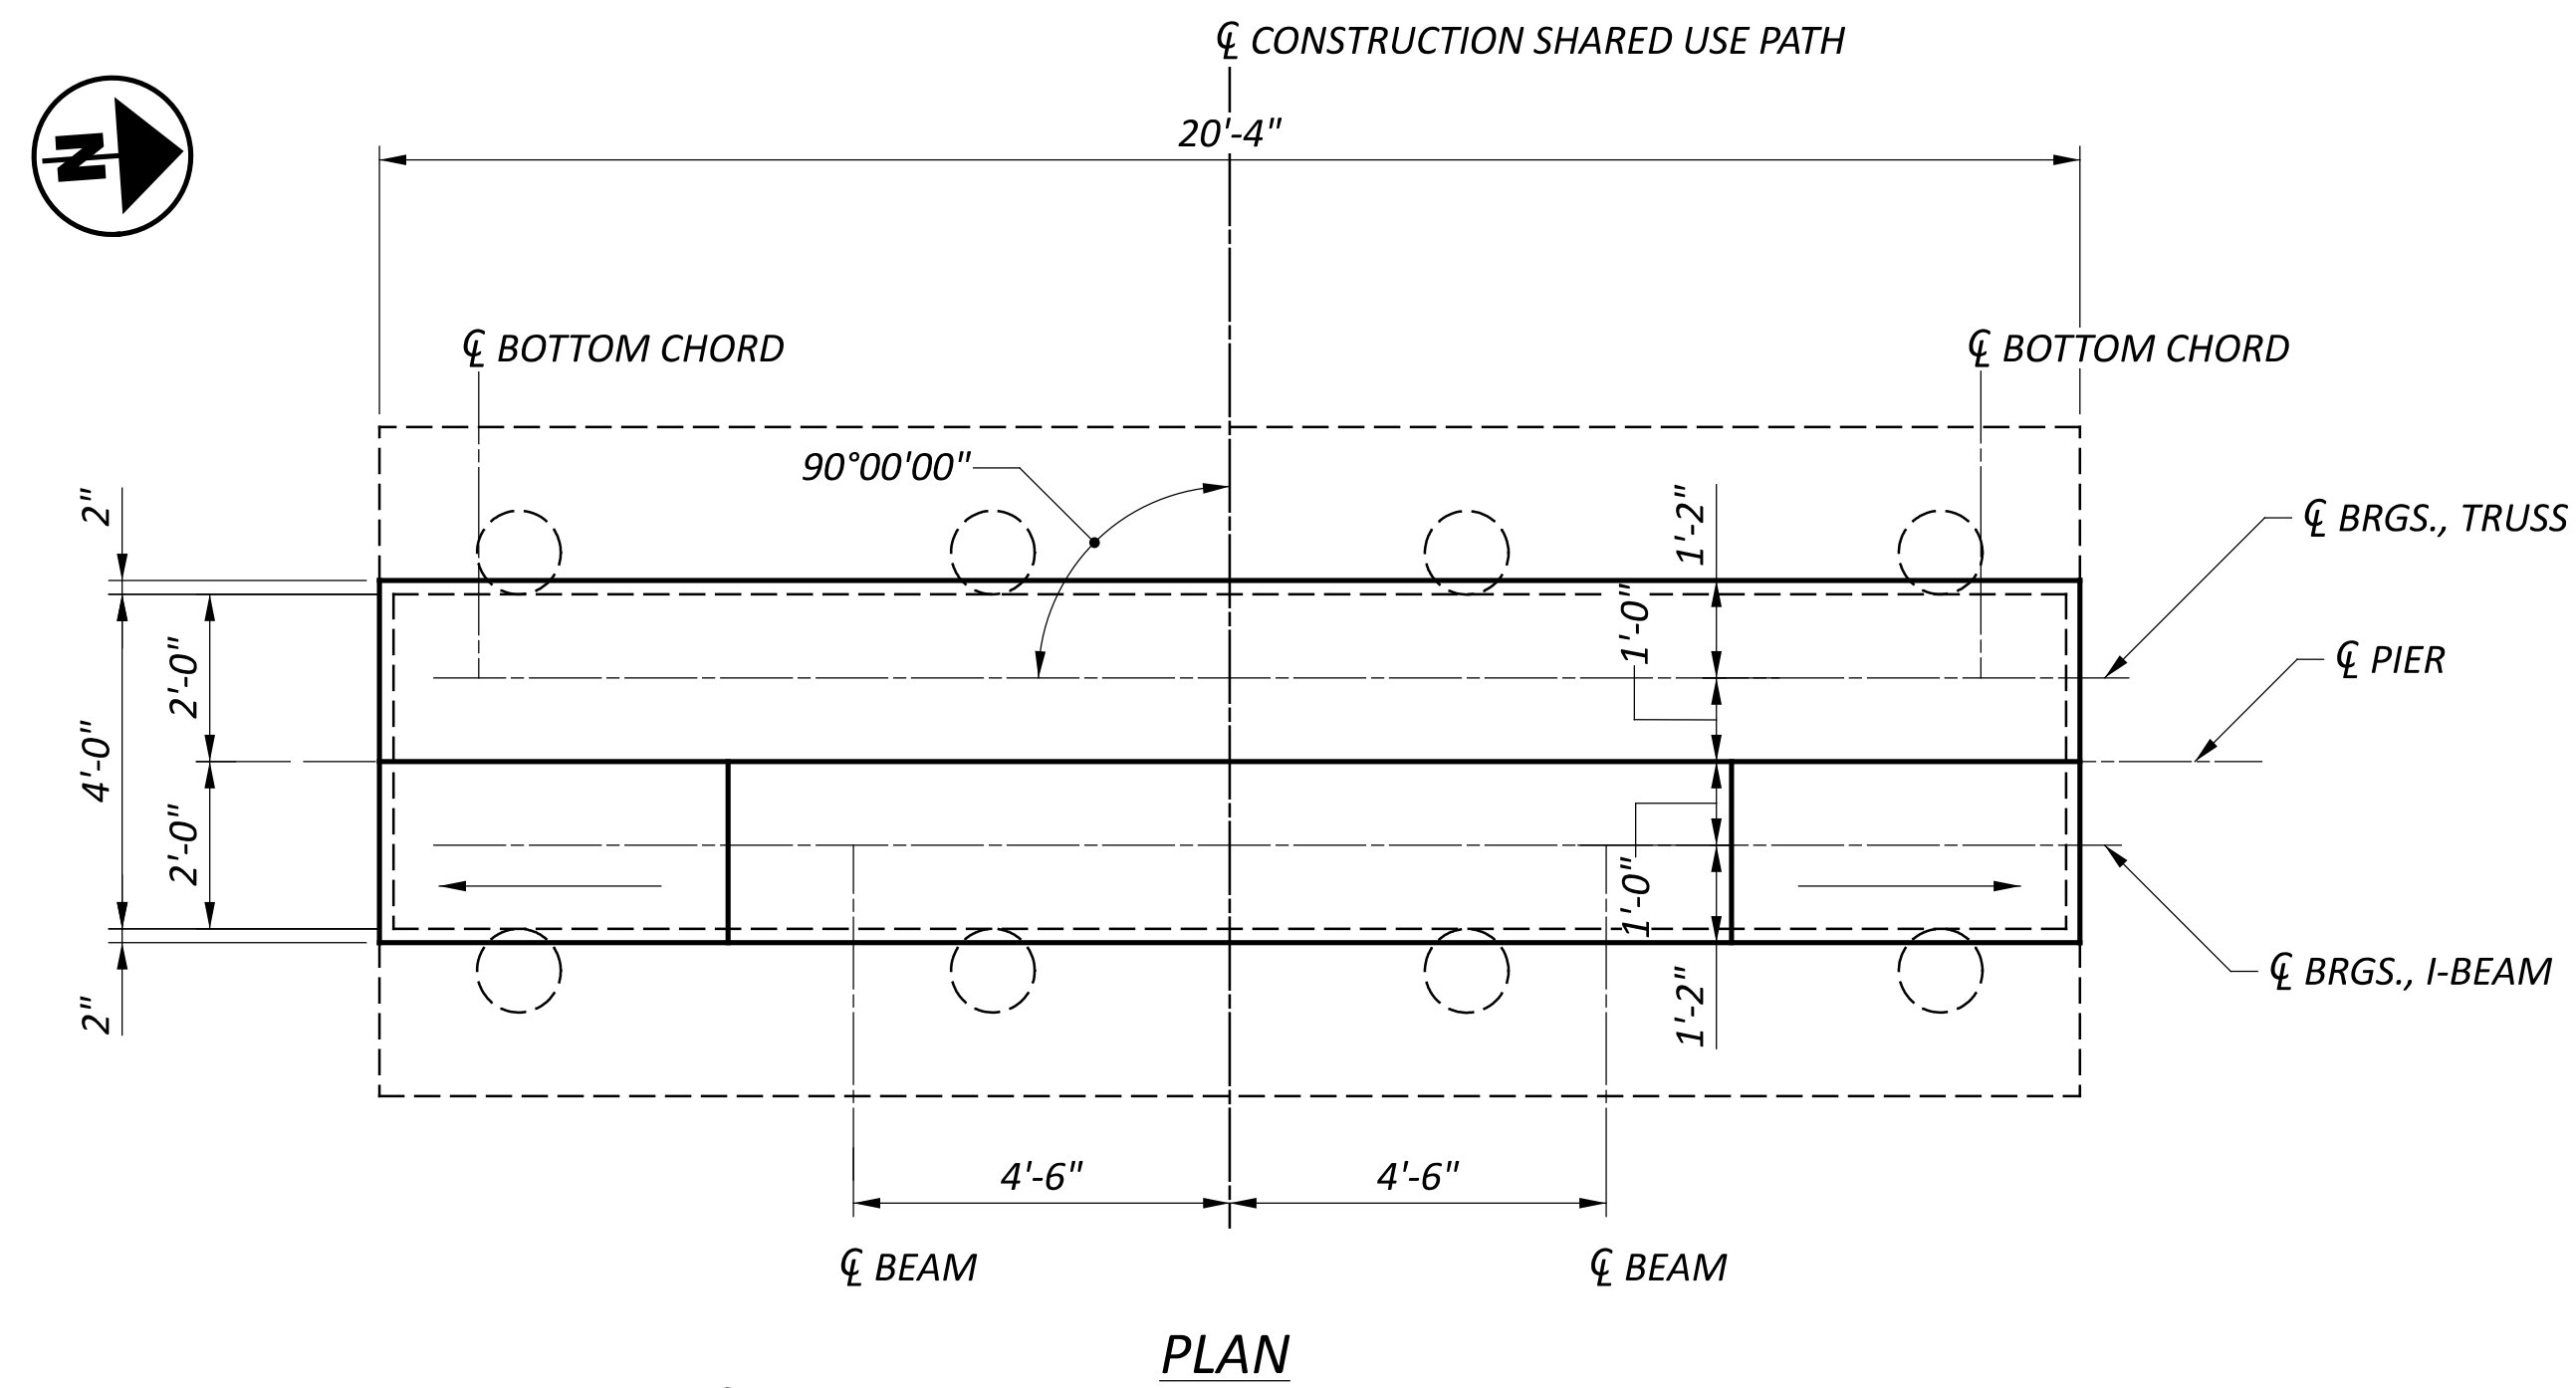 ℄ CONSTRUCTION SHARED USE PATH
20'-4"
N
℄ BOTTOM CHORD
℄ BOTTOM CHORD
90°00'00"
2"
1'-2"
℄ BRGS., TRUSS
1'-0"
2'-0"
℄ PIER
4'-0"
2'-0"
1'-0"
2"
1'-2"
℄ BRGS., I-BEAM
4'-6"
4'-6"
℄ BEAM
℄ BEAM
PLAN